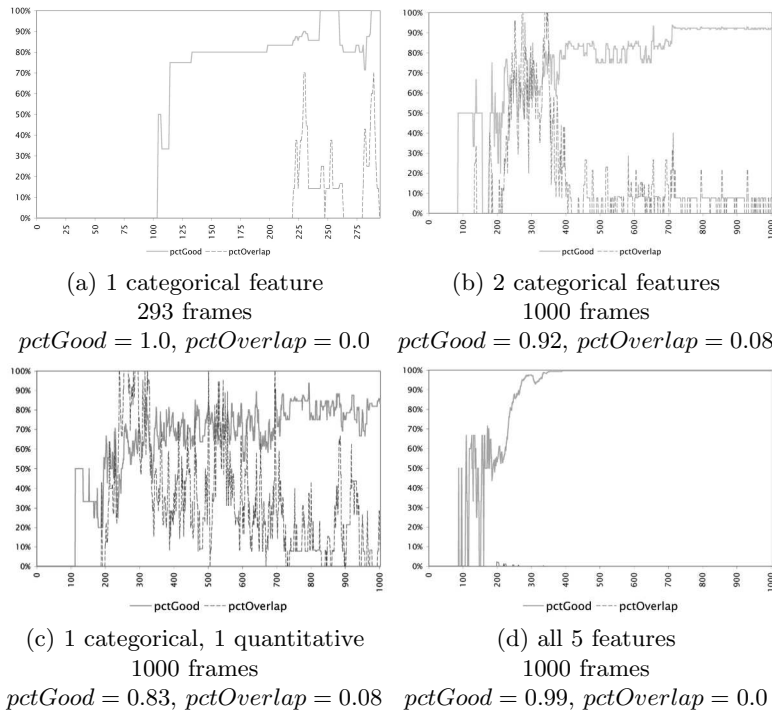 100%
90%
80%
70%
60%
50%
40%
30%
20%
10%
0%
0 25 50 75 100 125 150 175 200 225 250 275
pctGood pctOverlap
(a) 1 categorical feature
293 frames
pctGood = 1.0, pctOverlap = 0.0
100%
90%
80%
70%
60%
50%
40%
30%
20%
10%
0%
0 100 200 300 400 500 600 700 800 900 1000
pctGood pctOverlap
(b) 2 categorical features
1000 frames
pctGood = 0.92, pctOverlap = 0.08
100%
90%
80%
70%
60%
50%
40%
30%
20%
10%
0%
0 100 200 300 400 500 600 700 800 900 1000
pctGood pctOverlap
(c) 1 categorical, 1 quantitative
1000 frames
pctGood = 0.83, pctOverlap = 0.08
100%
90%
80%
70%
60%
50%
40%
30%
20%
10%
0%
0 100 200 300 400 500 600 700 800 900 1000
pctGood pctOverlap
(d) all 5 features
1000 frames
pctGood = 0.99, pctOverlap = 0.0